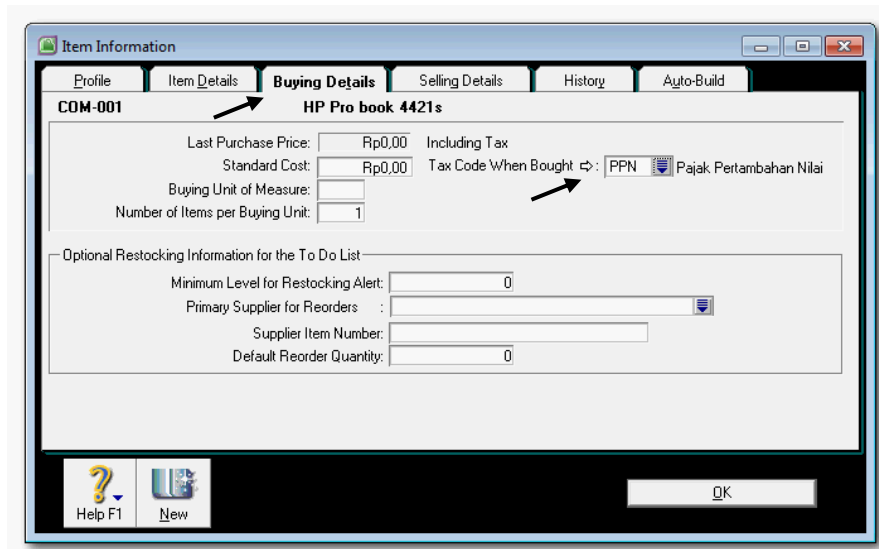 Item Information
Profile Item Details Buying Details Selling Details History Auto-Build
COM-001 HP Pro book 4421s
Last Purchase Price: Rp0,00 Including Tax
Standard Cost: Rp0,00 Tax Code When Bought ⇨: PPN Pajak Pertambahan Nilai
Buying Unit of Measure:
Number of Items per Buying Unit: 1
Optional Restocking Information for the To Do List
Minimum Level for Restocking Alert: 0
Primary Supplier for Reorders :
Supplier Item Number:
Default Reorder Quantity: 0
Help F1 New OK